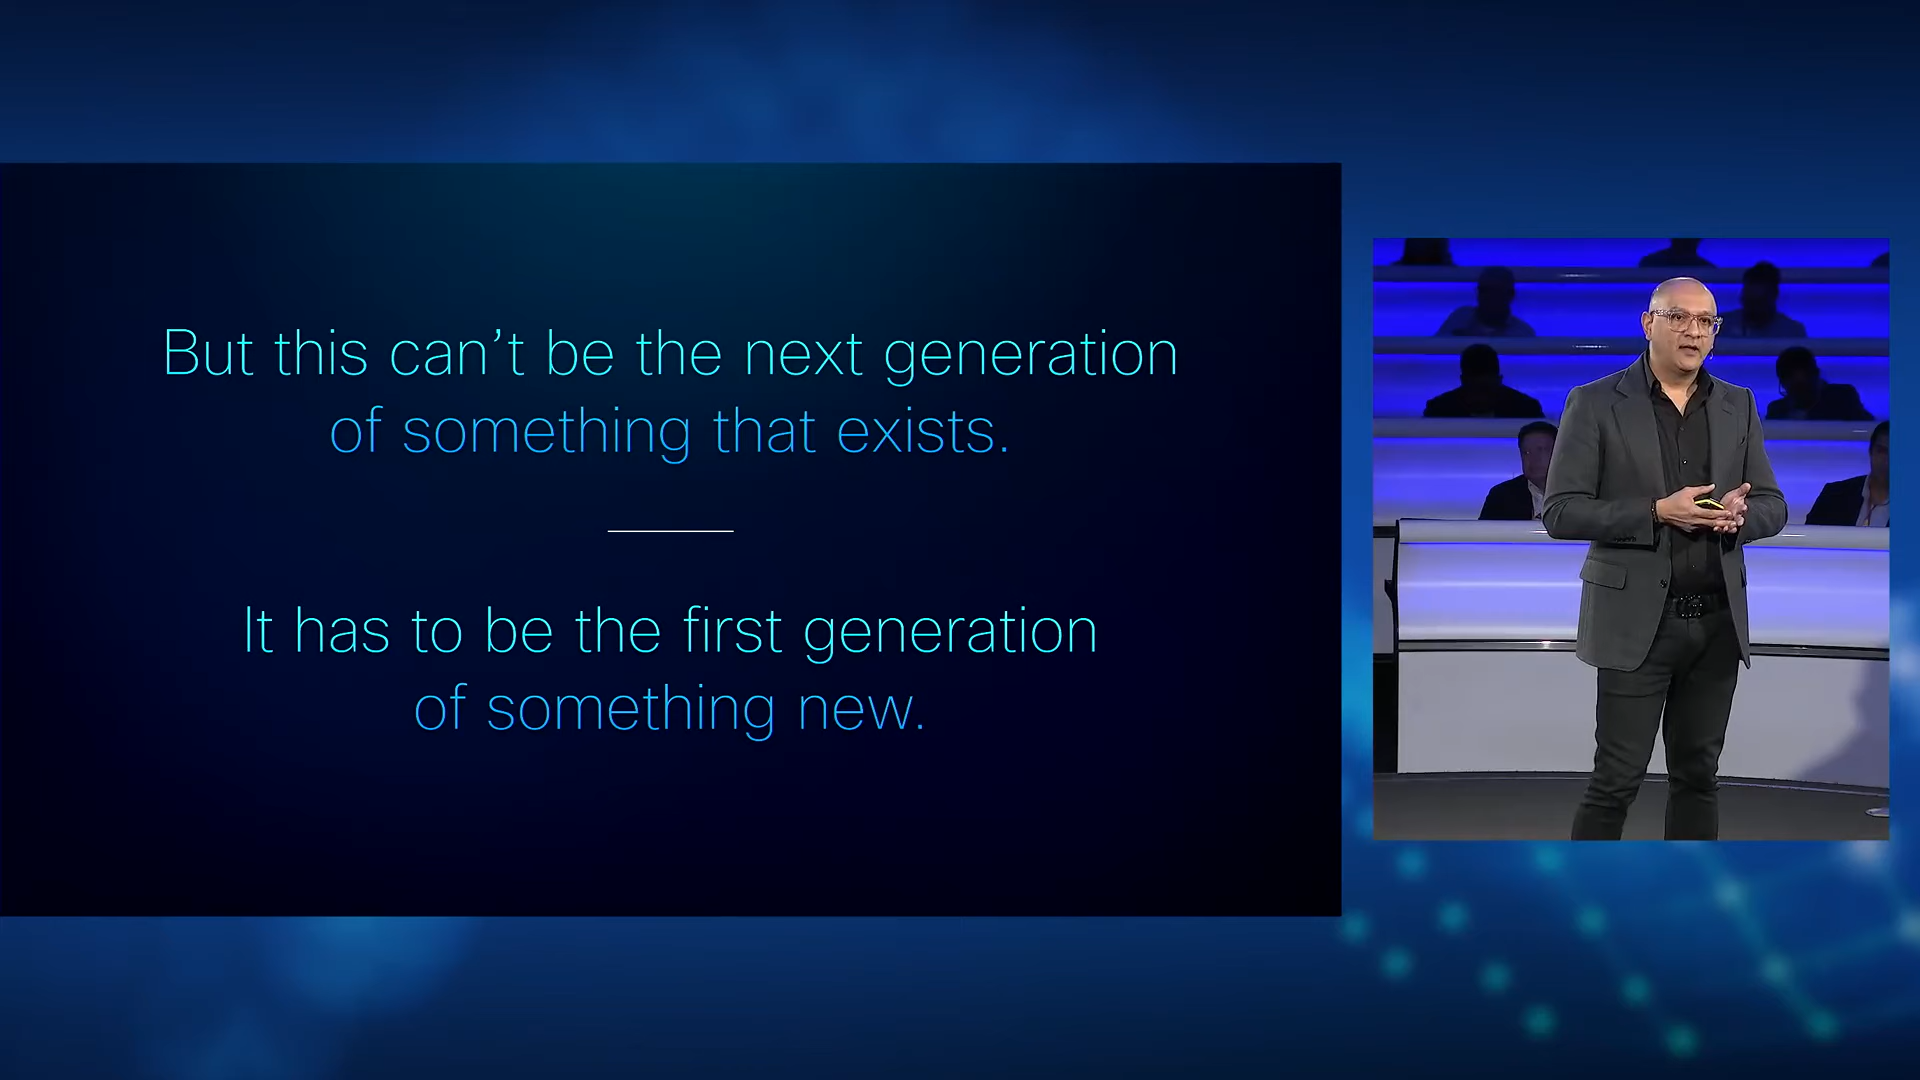 But this can’t be the next generation
of something that exists.
It has to be the first generation
of something new.